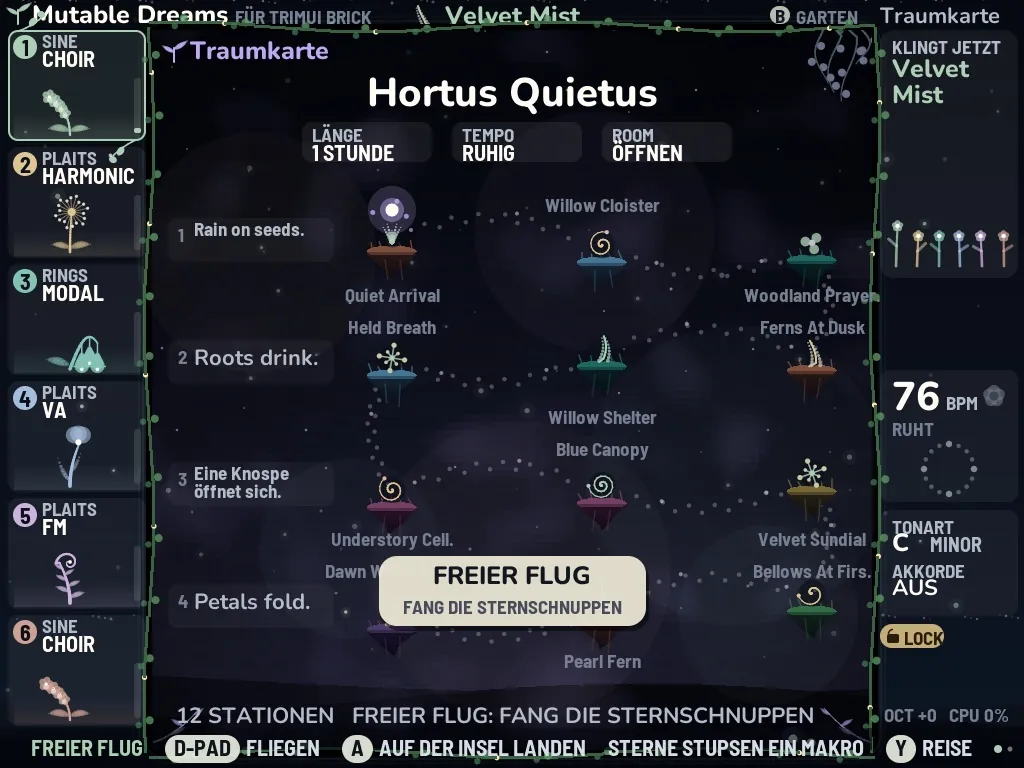 Mutable Dreams FÜR TRIMUI BRICK
Velvet Mist
B GARTEN
Traumkarte
1 SINE
CHOIR
2 PLAITS
HARMONIC
3 RINGS
MODAL
4 PLAITS
VA
5 PLAITS
FM
6 SINE
CHOIR
Traumkarte
Hortus Quietus
LÄNGE
1 STUNDE
TEMPO
RUHIG
ROOM
ÖFFNEN
1 Rain on seeds.
Willow Cloister
Quiet Arrival
Woodland Prayer
Held Breath
Ferns At Dusk
2 Roots drink.
Willow Shelter
Blue Canopy
3 Eine Knospe
öffnet sich.
Understory Cell.
Velvet Sundial
Dawn
Bellows At Firs.
FREIER FLUG
FANG DIE STERNSCHNUPPEN
4 Petals fold.
Pearl Fern
12 STATIONEN FREIER FLUG: FANG DIE STERNSCHNUPPEN
KLINGT JETZT
Velvet
Mist
76 BPM
RUHT
TONART
C MINOR
AKKORDE
AUS
LOCK
OCT +0 CPU 0%
FREIER FLUG D-PAD FLIEGEN A AUF DER INSEL LANDEN STERNE STUPSEN EIN MAKRO Y REISE